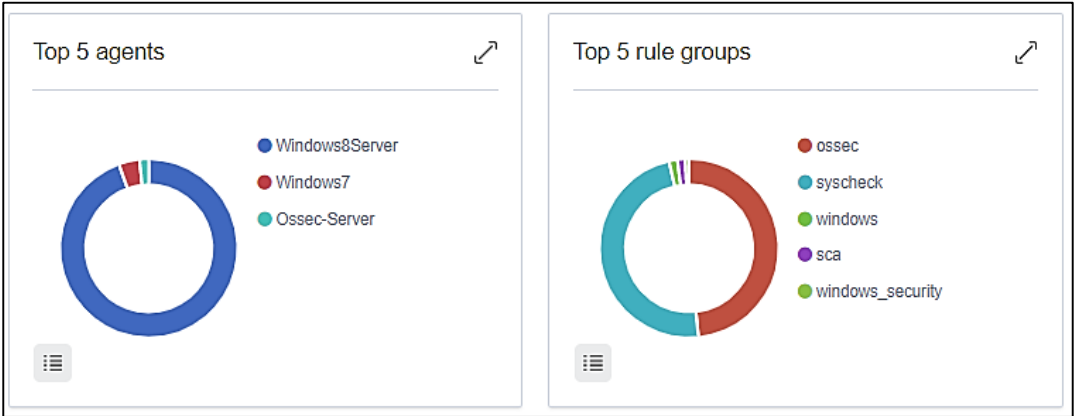 Top 5 agents
Windows8Server
Windows7
Ossec-Server
Top 5 rule groups
ossec
syscheck
windows
sca
windows_security